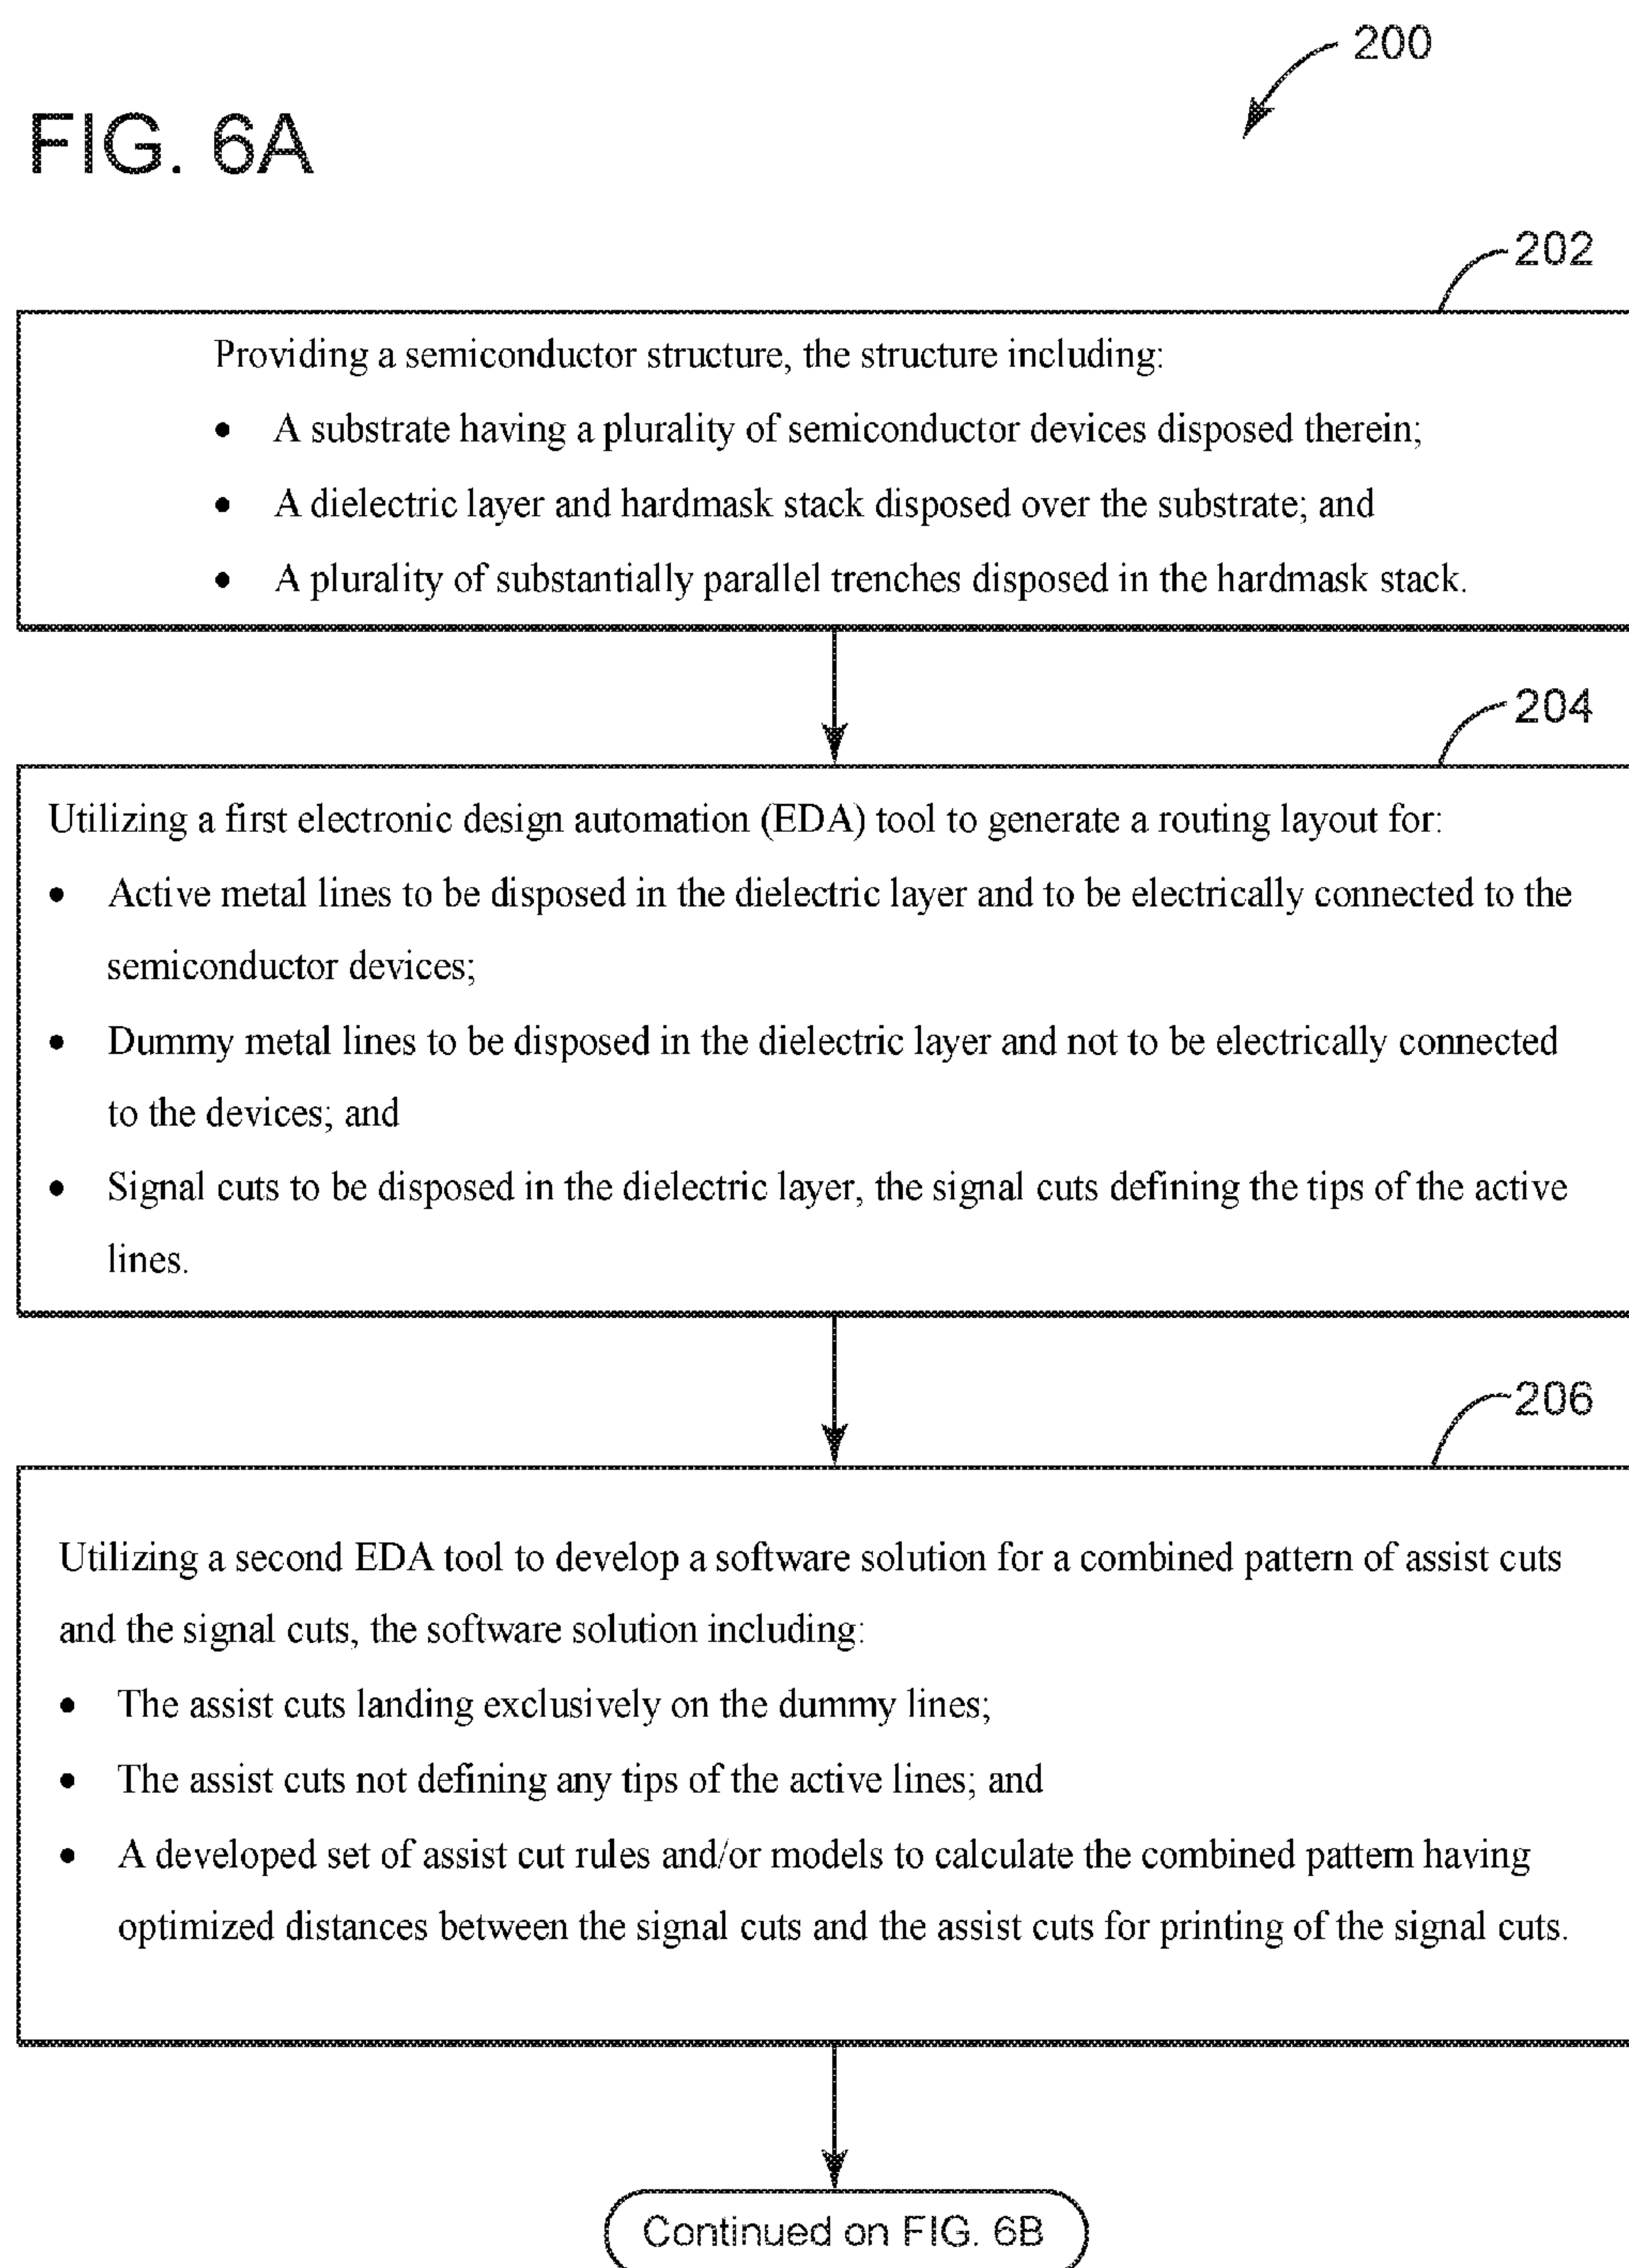 200
FIG. 6A
202
Providing a semiconductor structure, the structure including:
• A substrate having a plurality of semiconductor devices disposed therein;
• A dielectric layer and hardmask stack disposed over the substrate; and
• A plurality of substantially parallel trenches disposed in the hardmask stack.
204
Utilizing a first electronic design automation (EDA) tool to generate a routing layout for:
• Active metal lines to be disposed in the dielectric layer and to be electrically connected to the
semiconductor devices;
• Dummy metal lines to be disposed in the dielectric layer and not to be electrically connected
to the devices; and
• Signal cuts to be disposed in the dielectric layer, the signal cuts defining the tips of the active
lines.
206
Utilizing a second EDA tool to develop a software solution for a combined pattern of assist cuts
and the signal cuts, the software solution including:
• The assist cuts landing exclusively on the dummy lines;
• The assist cuts not defining any tips of the active lines; and
• A developed set of assist cut rules and/or models to calculate the combined pattern having
optimized distances between the signal cuts and the assist cuts for printing of the signal cuts.
Continued on FIG. 6B